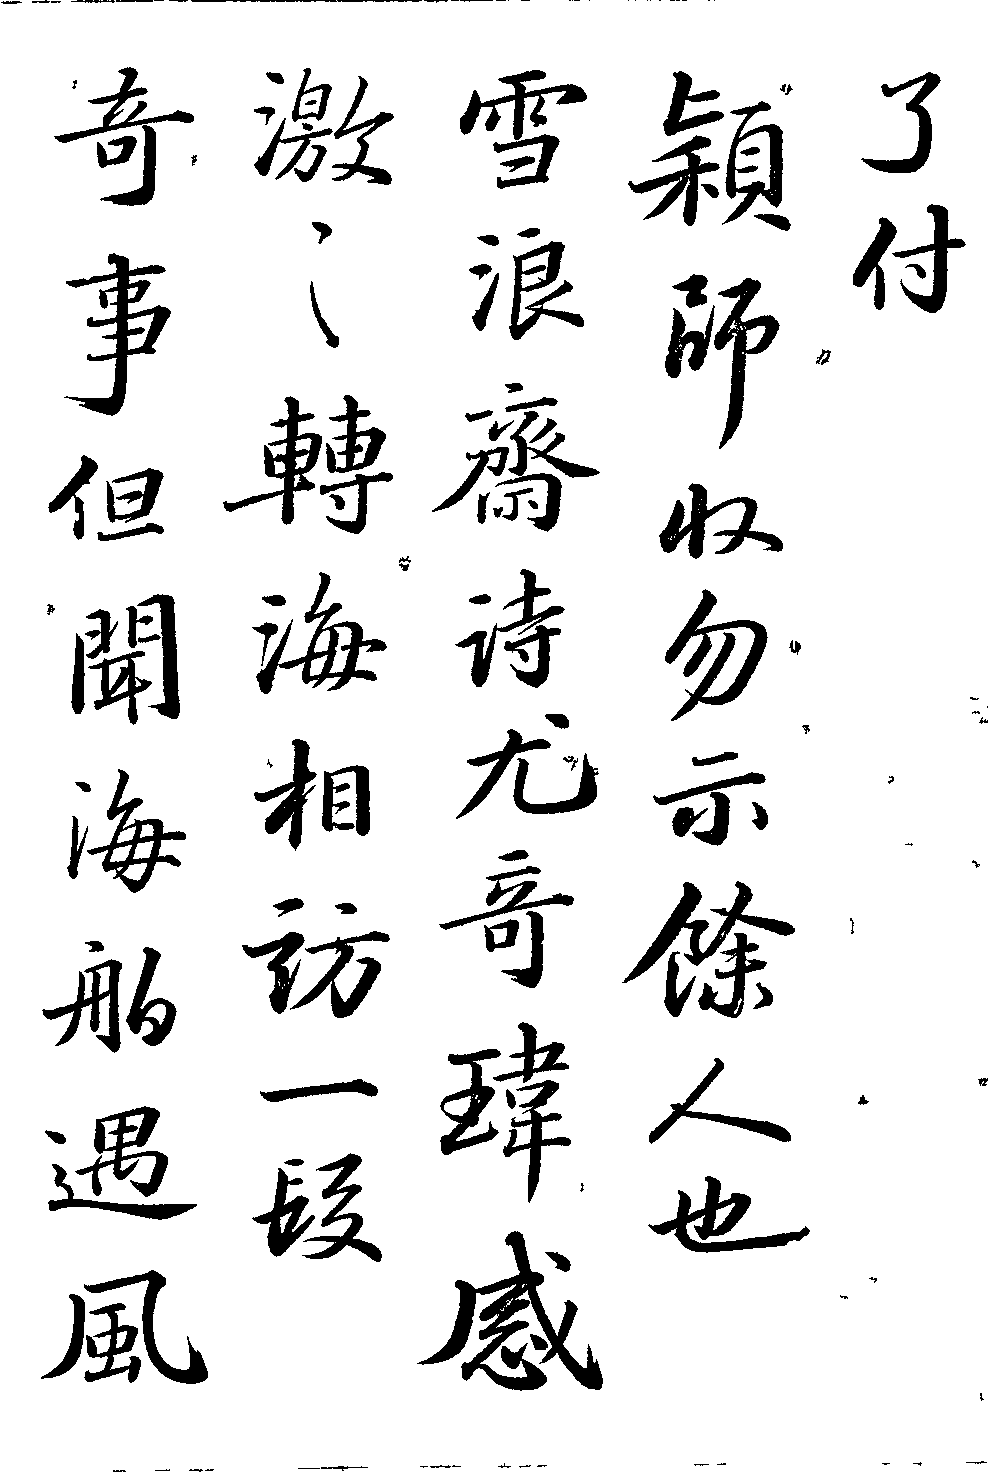 了付
穎師收勿示餘人也
雪浪齋詩尤奇瑋感
激〻轉海相訪一段
奇事但聞海舶遇風